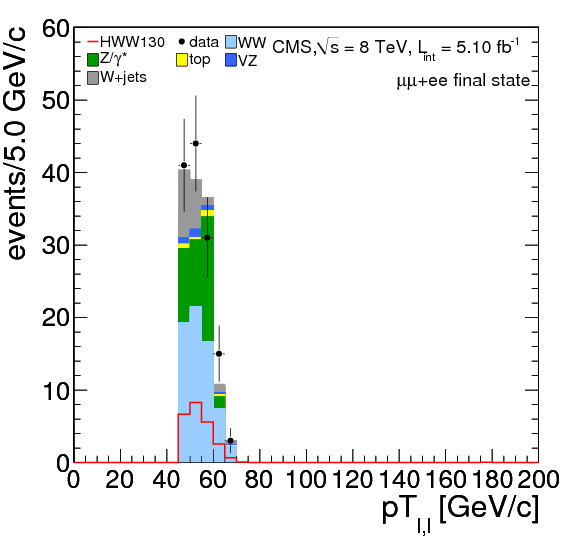 HWW130 data WW CMS,√s = 8 TeV, L_int = 5.10 fb⁻¹
Z/γ* top VZ
W+jets μμ+ee final state
events/5.0 GeV/c
60
50
40
30
20
10
0
0 20 40 60 80 100 120 140 160 180 200
pT_l,l [GeV/c]